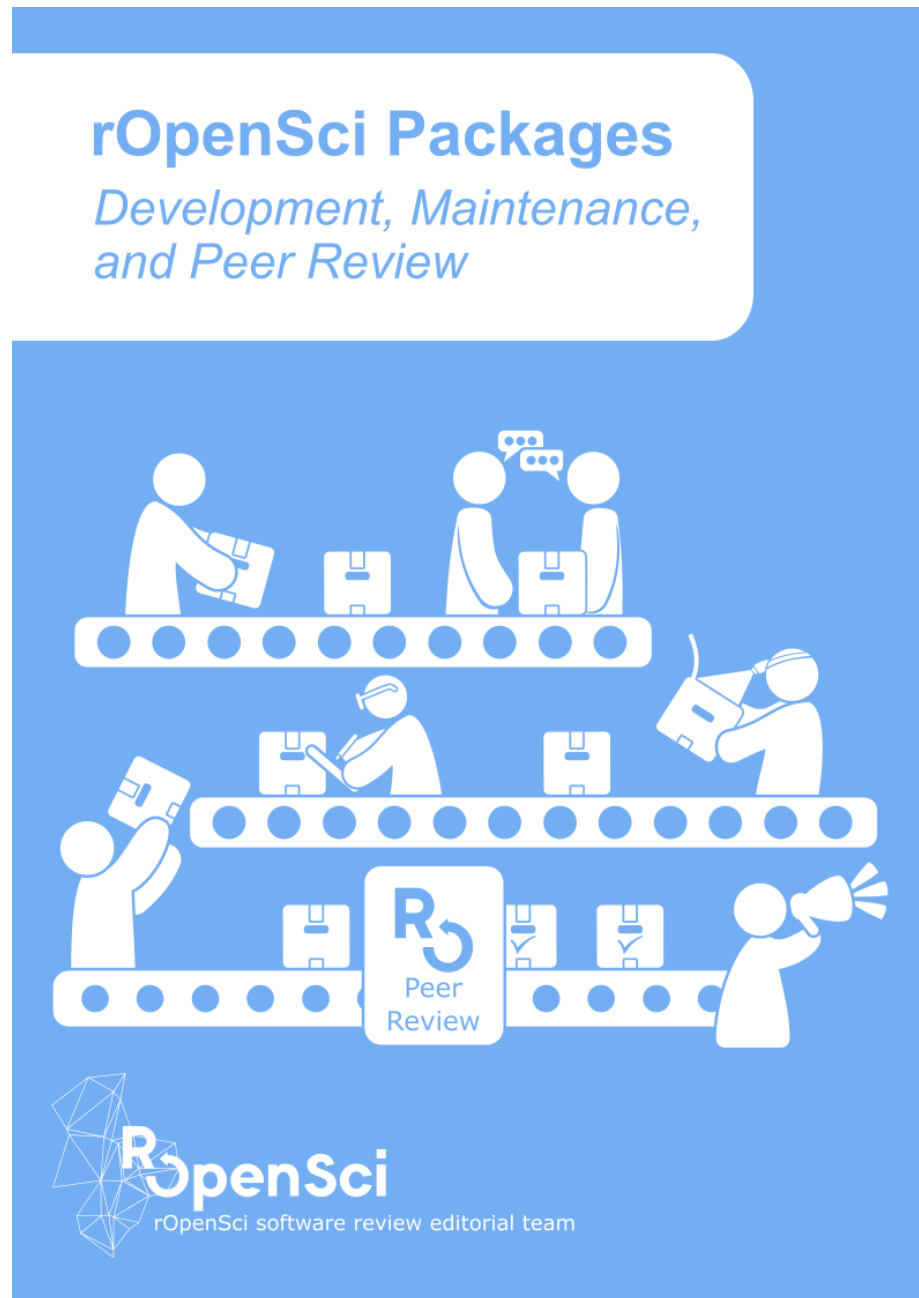 rOpenSci Packages
Development, Maintenance,
and Peer Review
R
Peer
Review
ROpenSci
rOpenSci software review editorial team